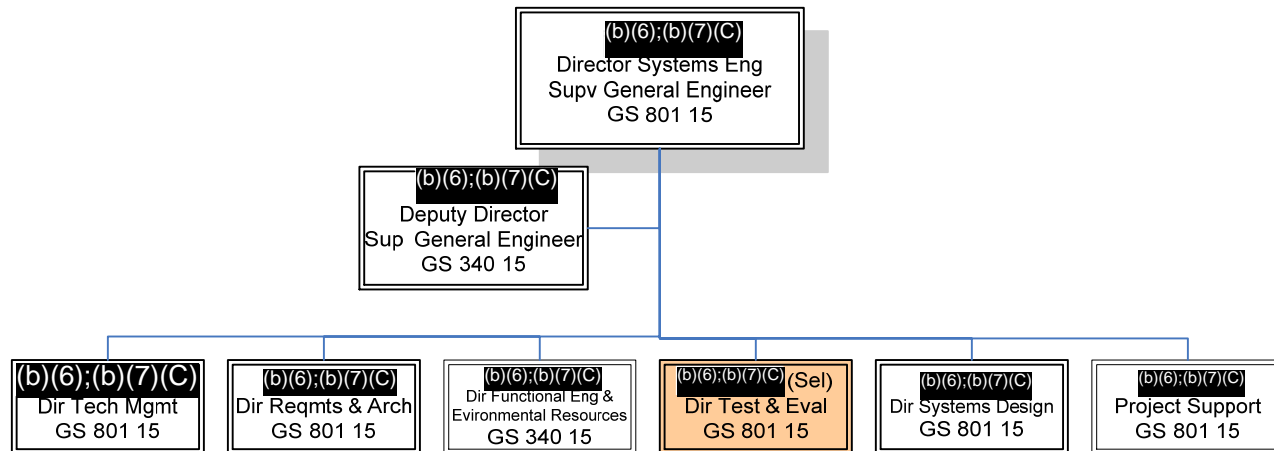 (b)(6);(b)(7)(C)
Director Systems Eng
Supv General Engineer
GS 801 15
(b)(6);(b)(7)(C)
Deputy Director
Sup General Engineer
GS 340 15
(b)(6);(b)(7)(C)
Dir Tech Mgmt
GS 801 15
(b)(6);(b)(7)(C)
Dir Reqmts & Arch
GS 801 15
(b)(6);(b)(7)(C)
Dir Functional Eng &
Evironmental Resources
GS 340 15
(b)(6);(b)(7)(C) (Sel)
Dir Test & Eval
GS 801 15
(b)(6);(b)(7)(C)
Dir Systems Design
GS 801 15
(b)(6);(b)(7)(C)
Project Support
GS 801 15